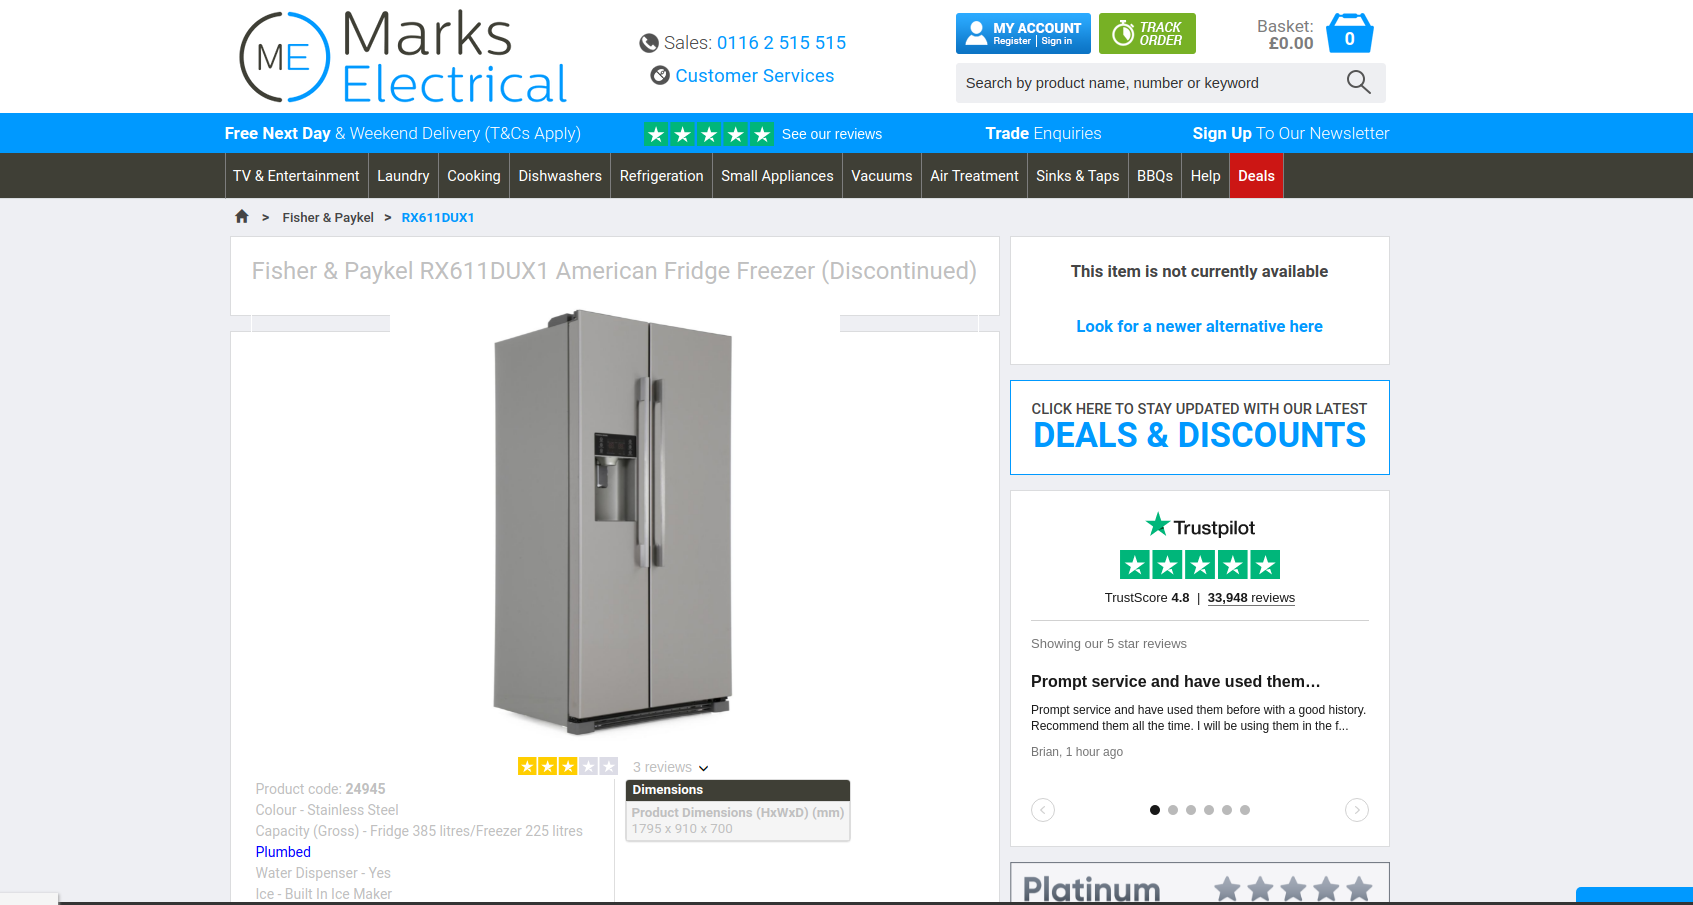 ME Marks
Electrical
Sales: 0116 2 515 515
Customer Services
MY ACCOUNT
Register | Sign in
TRACK
ORDER
Basket:
£0.00
0
Search by product name, number or keyword
Free Next Day & Weekend Delivery (T&Cs Apply)
See our reviews
Trade Enquiries
Sign Up To Our Newsletter
TV & Entertainment
Laundry
Cooking
Dishwashers
Refrigeration
Small Appliances
Vacuums
Air Treatment
Sinks & Taps
BBQs
Help
Deals
> Fisher & Paykel > RX611DUX1
Fisher & Paykel RX611DUX1 American Fridge Freezer (Discontinued)
3 reviews
Product code: 24945
Colour - Stainless Steel
Capacity (Gross) - Fridge 385 litres/Freezer 225 litres
Plumbed
Water Dispenser - Yes
Ice - Built In Ice Maker
Dimensions
Product Dimensions (HxWxD) (mm)
1795 x 910 x 700
This item is not currently available
Look for a newer alternative here
CLICK HERE TO STAY UPDATED WITH OUR LATEST
DEALS & DISCOUNTS
Trustpilot
TrustScore 4.8 | 33,948 reviews
Showing our 5 star reviews
Prompt service and have used them…
Prompt service and have used them before with a good history.
Recommend them all the time. I will be using them in the f...
Brian, 1 hour ago
Platinum